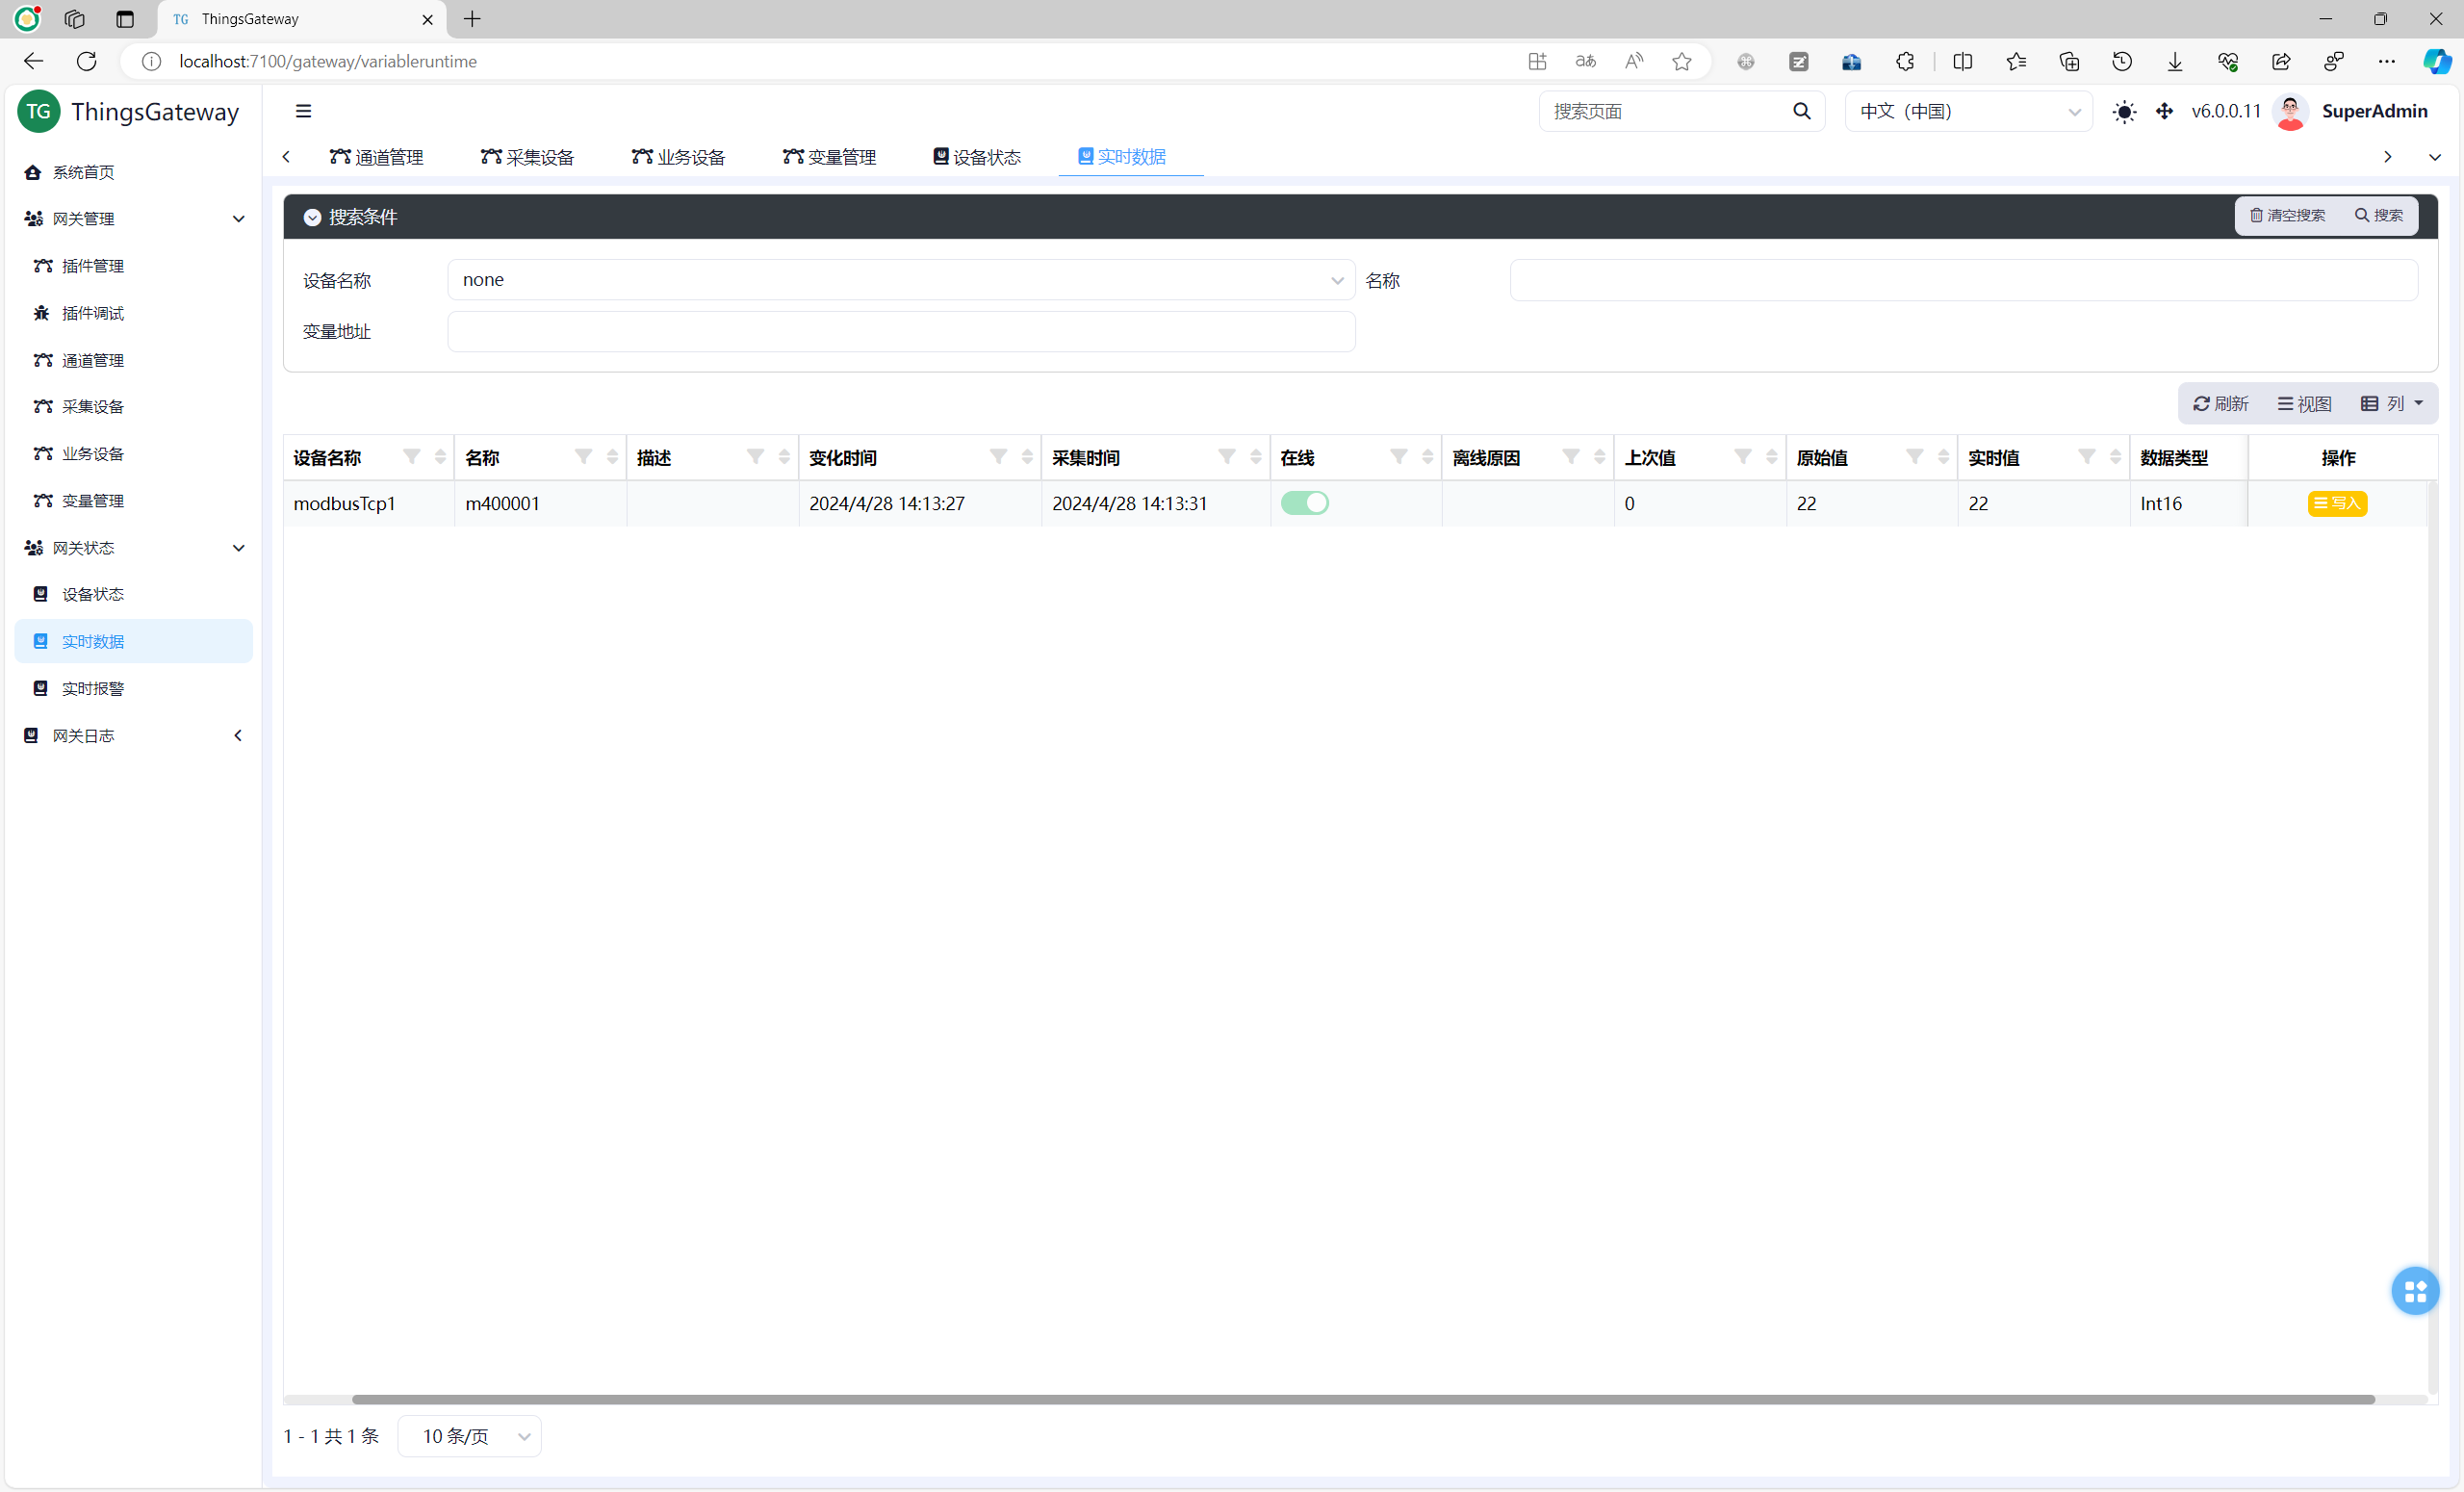 TG ThingsGateway
localhost:7100/gateway/variableruntime
TG ThingsGateway
搜索页面
中文 (中国)
v6.0.0.11
SuperAdmin
通道管理
采集设备
业务设备
变量管理
设备状态
实时数据
系统首页
网关管理
插件管理
插件调试
通道管理
采集设备
业务设备
变量管理
网关状态
设备状态
实时数据
实时报警
网关日志
搜索条件
清空搜索 搜索
设备名称 none 名称
变量地址
刷新 视图 列
设备名称 名称 描述 变化时间 采集时间 在线 离线原因 上次值 原始值 实时值 数据类型 操作
modbusTcp1 m400001 2024/4/28 14:13:27 2024/4/28 14:13:31 0 22 22 Int16 写入
1 - 1 共 1 条 10 条/页